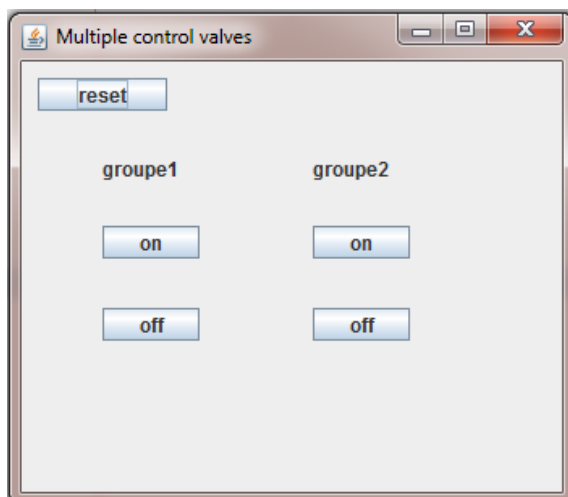 Multiple control valves
reset
groupe1 groupe2
on on
off off